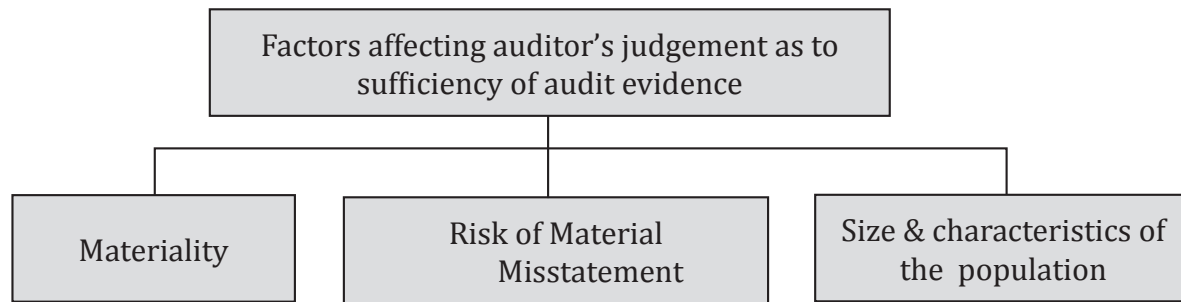 Factors affecting auditor’s judgement as to
sufficiency of audit evidence
Materiality
Risk of Material
Misstatement
Size & characteristics of
the population